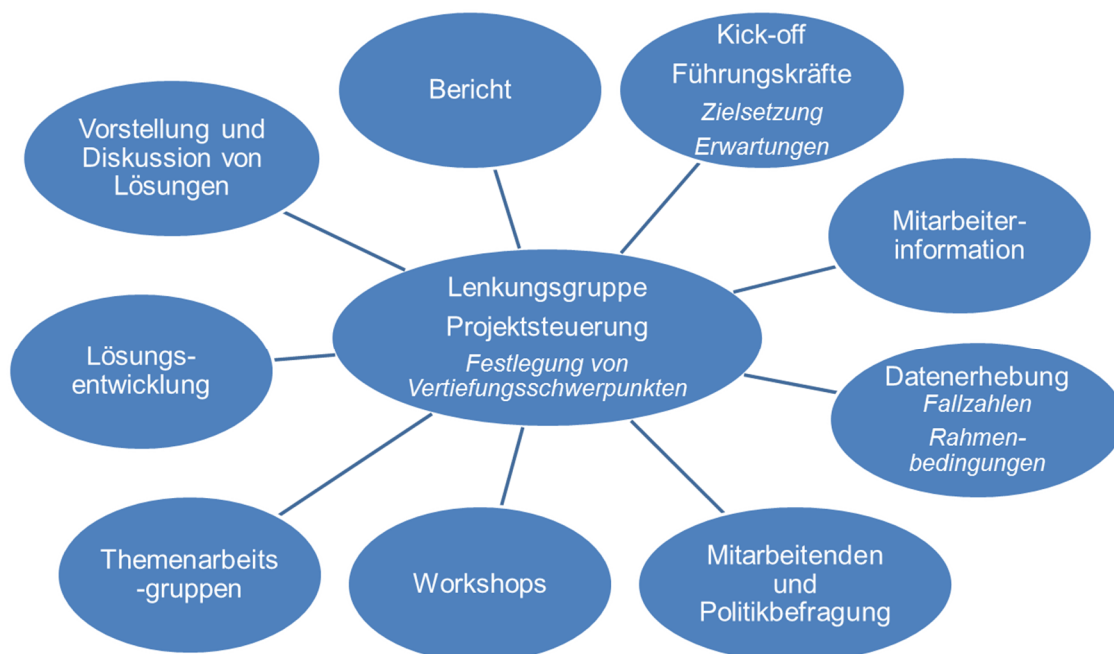 Kick-off
Führungskräfte
Zielsetzung
Erwartungen
Bericht
Vorstellung und
Diskussion von
Lösungen
Mitarbeiter-
information
Lenkungsgruppe
Projektsteuerung
Festlegung von
Vertiefungsschwerpunkten
Lösungs-
entwicklung
Datenerhebung
Fallzahlen
Rahmen-
bedingungen
Themenarbeits
-gruppen
Workshops
Mitarbeitenden
und
Politikbefragung